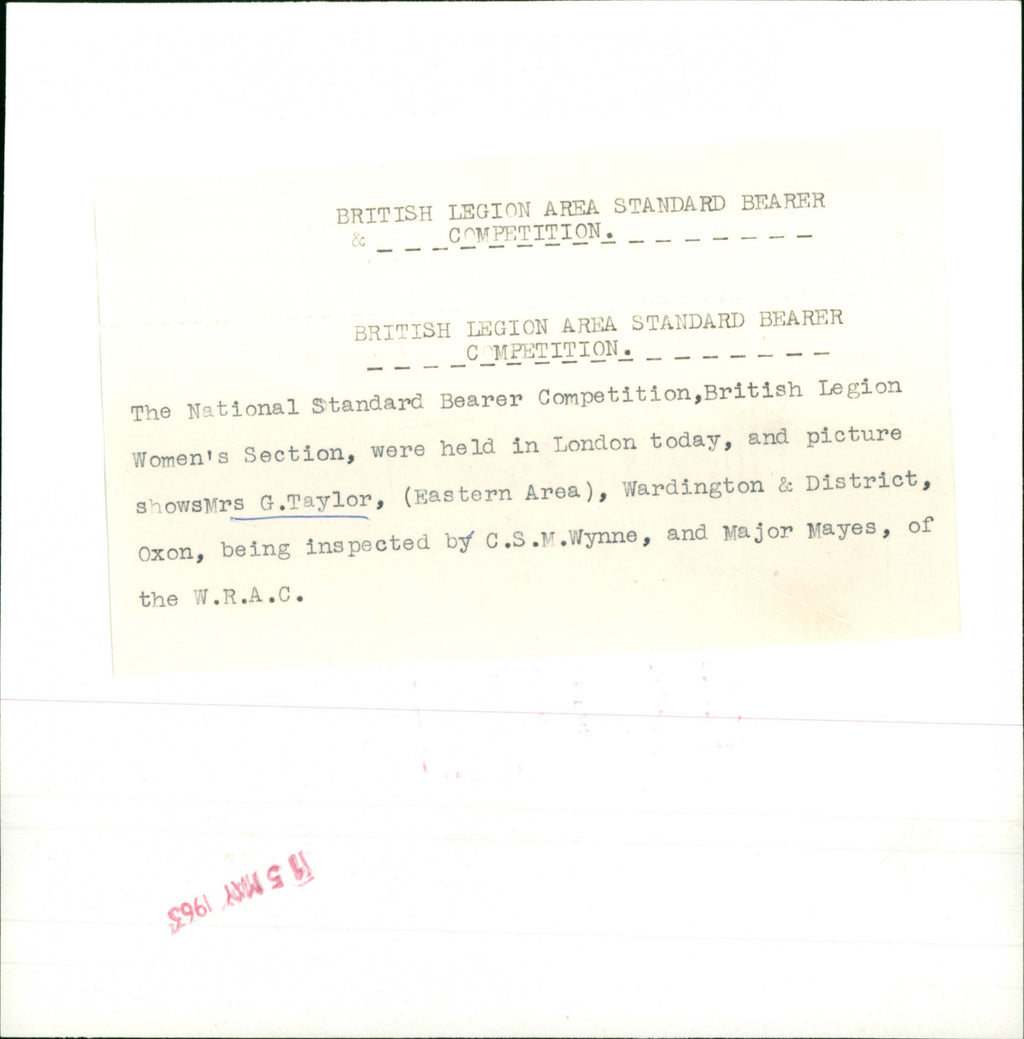 BRITISH LEGION AREA STANDARD BEARER
& _ _ _ COMPETITION. _ _ _ _ _ _ _
BRITISH LEGION AREA STANDARD BEARER
_ _ _ _ COMPETITION. _ _ _ _ _ _ _
The National Standard Bearer Competition,British Legion
Women's Section, were held in London today, and picture
showsMrs G.Taylor, (Eastern Area), Wardington & District,
Oxon, being inspected by C.S.M.Wynne, and Major Mayes, of
the W.R.A.C.
5 MAY 1963